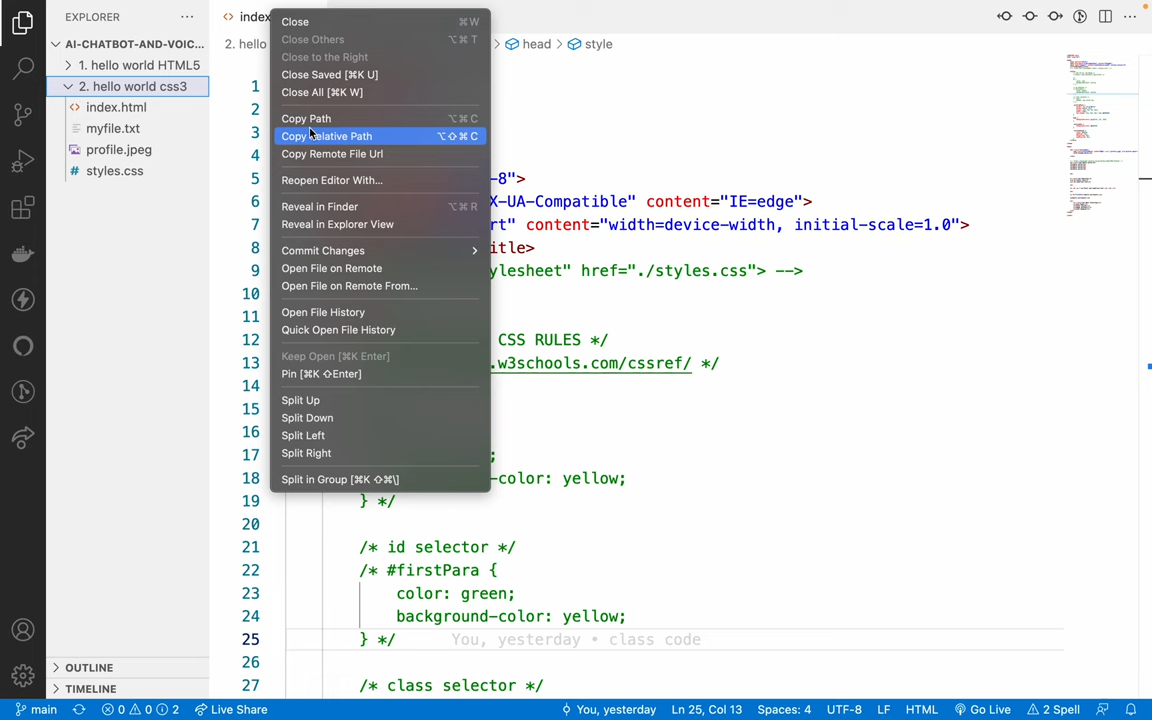 EXPLORER
AI-CHATBOT-AND-VOIC...
1. hello world HTML5
2. hello world css3
index.html
myfile.txt
profile.jpeg
# styles.css
OUTLINE
TIMELINE
<> index
2. hello > head > style
Close ⌘W
Close Others ⌥⌘T
Close to the Right
Close Saved [⌘K U]
Close All [⌘K W]
Copy Path ⌥⌘C
Copy Relative Path ⌥⇧⌘C
Copy Remote File Url
Reopen Editor With...
Reveal in Finder ⌥⌘R
Reveal in Explorer View
Commit Changes >
Open File on Remote
Open File on Remote From...
Open File History
Quick Open File History
Keep Open [⌘K Enter]
Pin [⌘K ⇧Enter]
Split Up
Split Down
Split Left
Split Right
Split in Group [⌘K ⇧⌘\]
1
2
3
4
5 -8">
6 X-UA-Compatible" content="IE=edge">
7 rt" content="width=device-width, initial-scale=1.0">
8 itle>
9 ylesheet" href="./styles.css"> -->
10
11
12 CSS RULES */
13 .w3schools.com/cssref/ */
14
15
16
17 ;
18 -color: yellow;
19 } */
20
21 /* id selector */
22 /* #firstPara {
23 color: green;
24 background-color: yellow;
25 } */ You, yesterday • class code
26
27 /* class selector */
main 0 0 2 Live Share You, yesterday Ln 25, Col 13 Spaces: 4 UTF-8 LF HTML Go Live 2 Spell